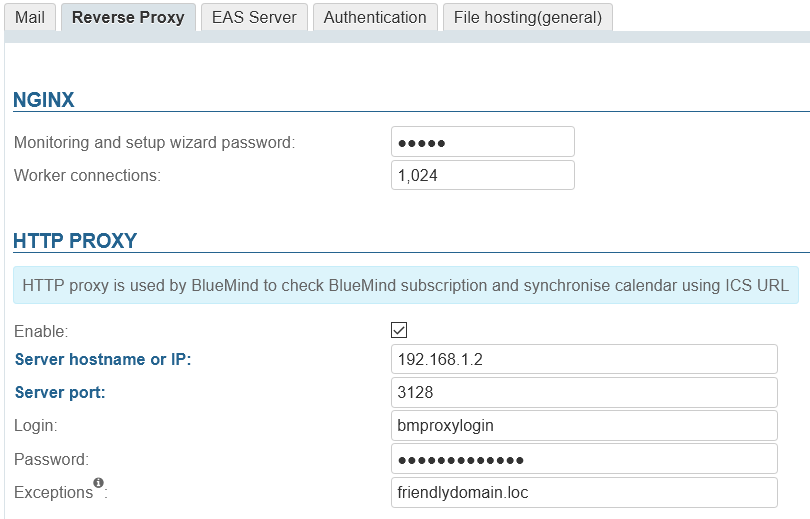 Mail Reverse Proxy EAS Server Authentication File hosting(general)
NGINX
Monitoring and setup wizard password: ●●●●●
Worker connections: 1,024
HTTP PROXY
HTTP proxy is used by BlueMind to check BlueMind subscription and synchronise calendar using ICS URL
Enable:
Server hostname or IP: 192.168.1.2
Server port: 3128
Login: bmproxylogin
Password: ●●●●●●●●●●●●●
Exceptions: friendlydomain.loc